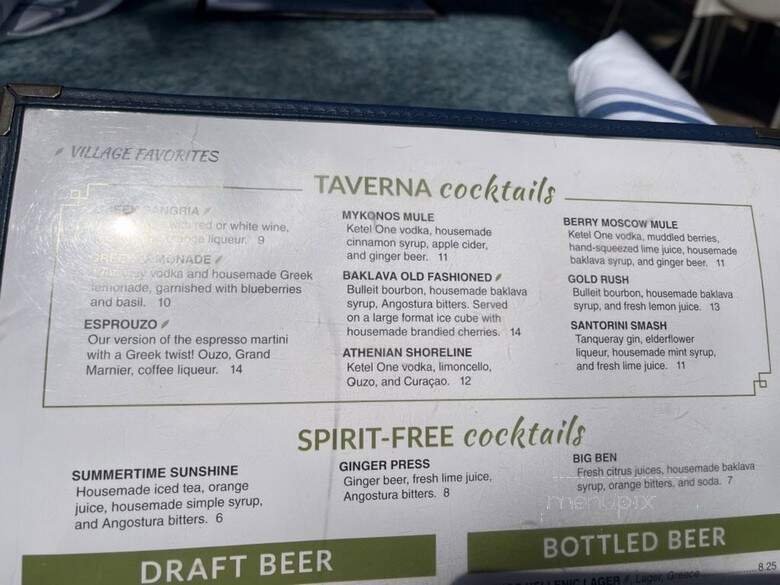 VILLAGE FAVORITES
TAVERNA cocktails
SANGRIA
red or white wine,
liqueur. 9
vodka and housemade Greek
lemonade, garnished with blueberries
and basil. 10
ESPROUZO
Our version of the espresso martini
with a Greek twist! Ouzo, Grand
Marnier, coffee liqueur. 14
MYKONOS MULE
Ketel One vodka, housemade
cinnamon syrup, apple cider,
and ginger beer. 11
BAKLAVA OLD FASHIONED
Bulleit bourbon, housemade baklava
syrup, Angostura bitters. Served
on a large format ice cube with
housemade brandied cherries. 14
ATHENIAN SHORELINE
Ketel One vodka, limoncello,
Ouzo, and Curaçao. 12
BERRY MOSCOW MULE
Ketel One vodka, muddled berries,
hand-squeezed lime juice, housemade
baklava syrup, and ginger beer. 11
GOLD RUSH
Bulleit bourbon, housemade baklava
syrup, and fresh lemon juice. 13
SANTORINI SMASH
Tanqueray gin, elderflower
liqueur, housemade mint syrup,
and fresh lime juice. 11
SPIRIT-FREE cocktails
SUMMERTIME SUNSHINE
Housemade iced tea, orange
juice, housemade simple syrup,
and Angostura bitters. 6
GINGER PRESS
Ginger beer, fresh lime juice,
Angostura bitters. 8
BIG BEN
Fresh citrus juices, housemade baklava
syrup, orange bitters, and soda. 7
menupix
DRAFT BEER
BOTTLED BEER
HELLENIC LAGER Lager, Greece 8.25